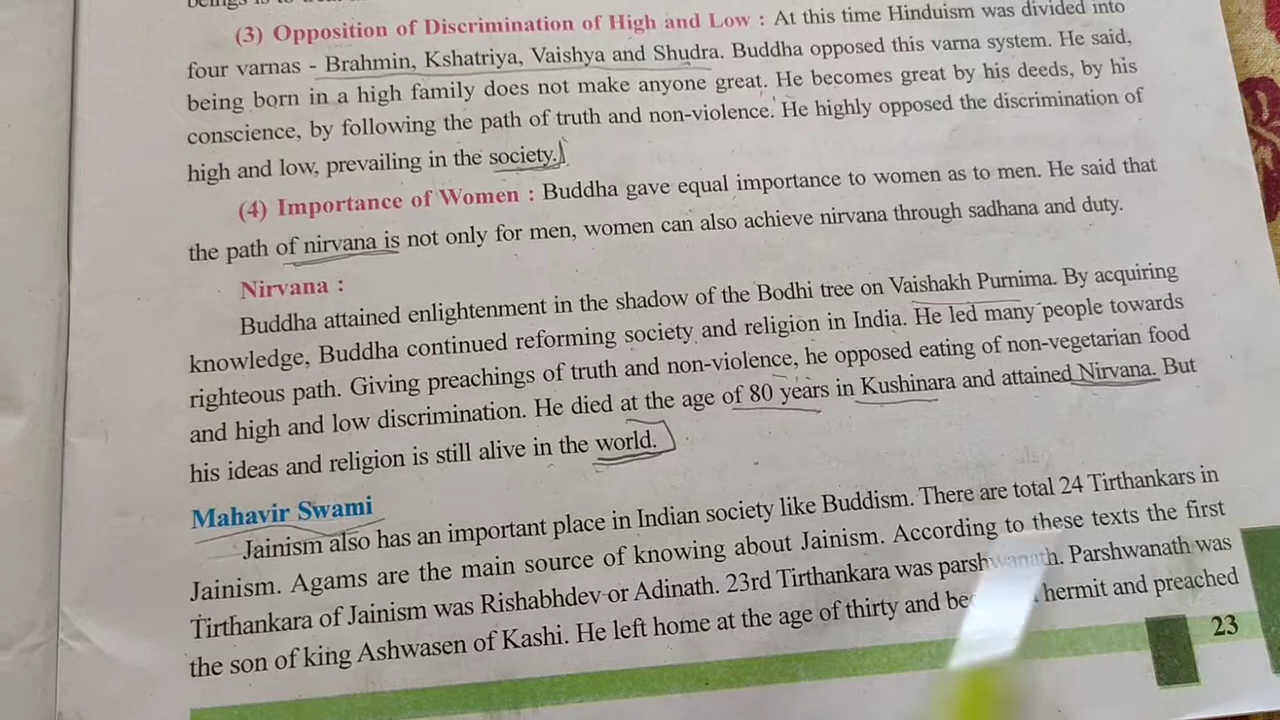 (3) Opposition of Discrimination of High and Low : At this time Hinduism was divided into
four varnas - Brahmin, Kshatriya, Vaishya and Shudra. Buddha opposed this varna system. He said,
being born in a high family does not make anyone great. He becomes great by his deeds, by his
conscience, by following the path of truth and non-violence. He highly opposed the discrimination of
high and low, prevailing in the society.
(4) Importance of Women : Buddha gave equal importance to women as to men. He said that
the path of nirvana is not only for men, women can also achieve nirvana through sadhana and duty.
Nirvana :
Buddha attained enlightenment in the shadow of the Bodhi tree on Vaishakh Purnima. By acquiring
knowledge, Buddha continued reforming society and religion in India. He led many people towards
righteous path. Giving preachings of truth and non-violence, he opposed eating of non-vegetarian food
and high and low discrimination. He died at the age of 80 years in Kushinara and attained Nirvana. But
his ideas and religion is still alive in the world.
Mahavir Swami
Jainism also has an important place in Indian society like Buddism. There are total 24 Tirthankars in
Jainism. Agams are the main source of knowing about Jainism. According to these texts the first
Tirthankara of Jainism was Rishabhdev or Adinath. 23rd Tirthankara was parshwanath. Parshwanath was
the son of king Ashwasen of Kashi. He left home at the age of thirty and hermit and preached
23